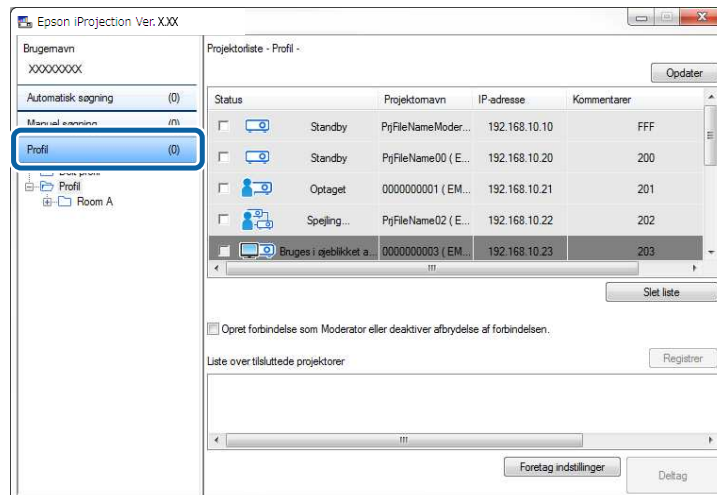 Epson iProjection Ver. X.XX
Brugernavn
XXXXXXXX
Automatisk søgning (0)
Manuel søgning (0)
Profil (0)
Delt profil
Profil
Room A
Projektorliste - Profil -
Opdater
Status Projektornavn IP-adresse Kommentarer
Standby PrjFileNameModer... 192.168.10.10 FFF
Standby PrjFileName00 ( E... 192.168.10.20 200
Optaget 0000000001 ( EM... 192.168.10.21 201
Spejling... PrjFileName02 ( E... 192.168.10.22 202
Bruges i øjeblikket a... 0000000003 ( EM... 192.168.10.23 203
Slet liste
Opret forbindelse som Moderator eller deaktiver afbrydelse af forbindelsen.
Liste over tilsluttede projektorer
Registrer
Foretag indstillinger
Deltag